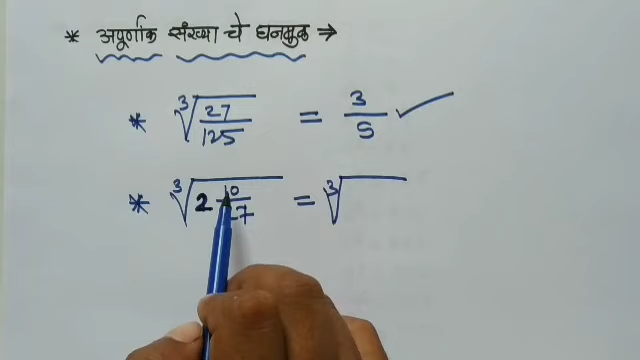 * अपूर्णांक संख्या चे घनमुळ →
* ∛(27/125) = 3/5 ✓
* ∛(2 10/27) = ∛